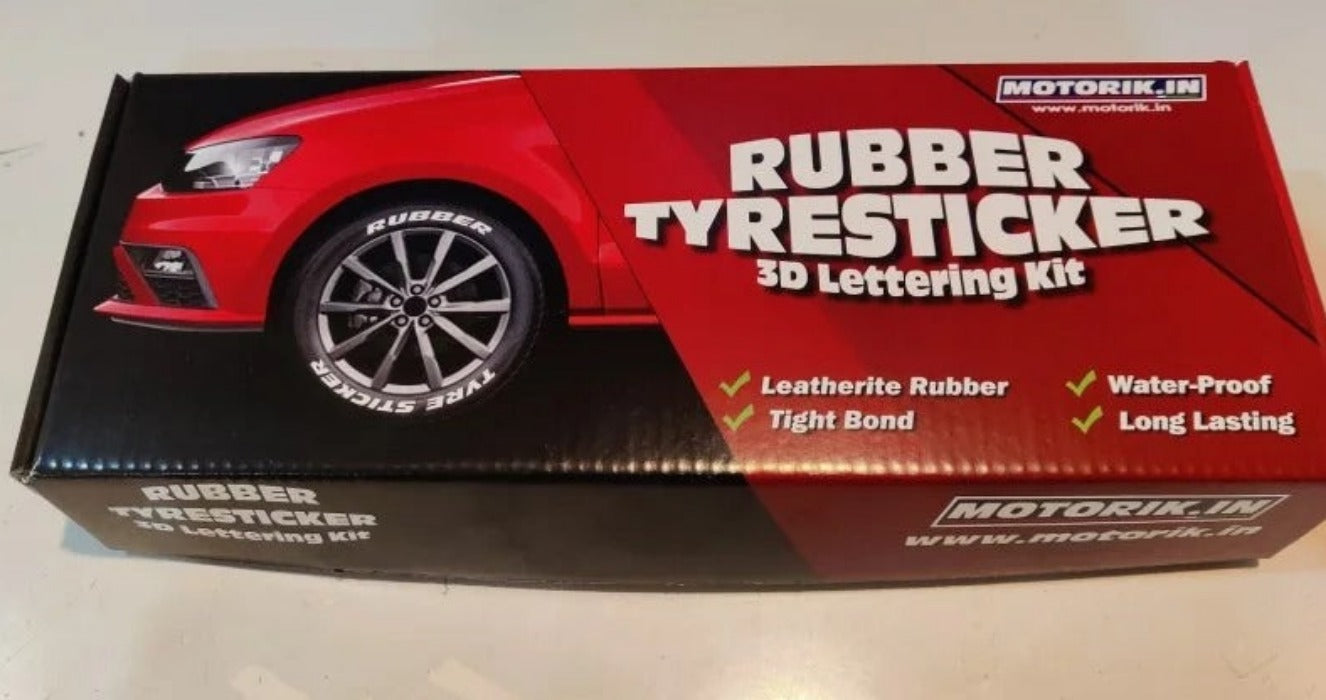 MOTORIK.IN
www.motorik.in
RUBBER
TYRESTICKER
3D Lettering Kit
RUBBER
TYRE STICKER
Leatherite Rubber
Water-Proof
Tight Bond
Long Lasting
RUBBER
TYRESTICKER
3D Lettering Kit
MOTORIK.IN
www.motorik.in